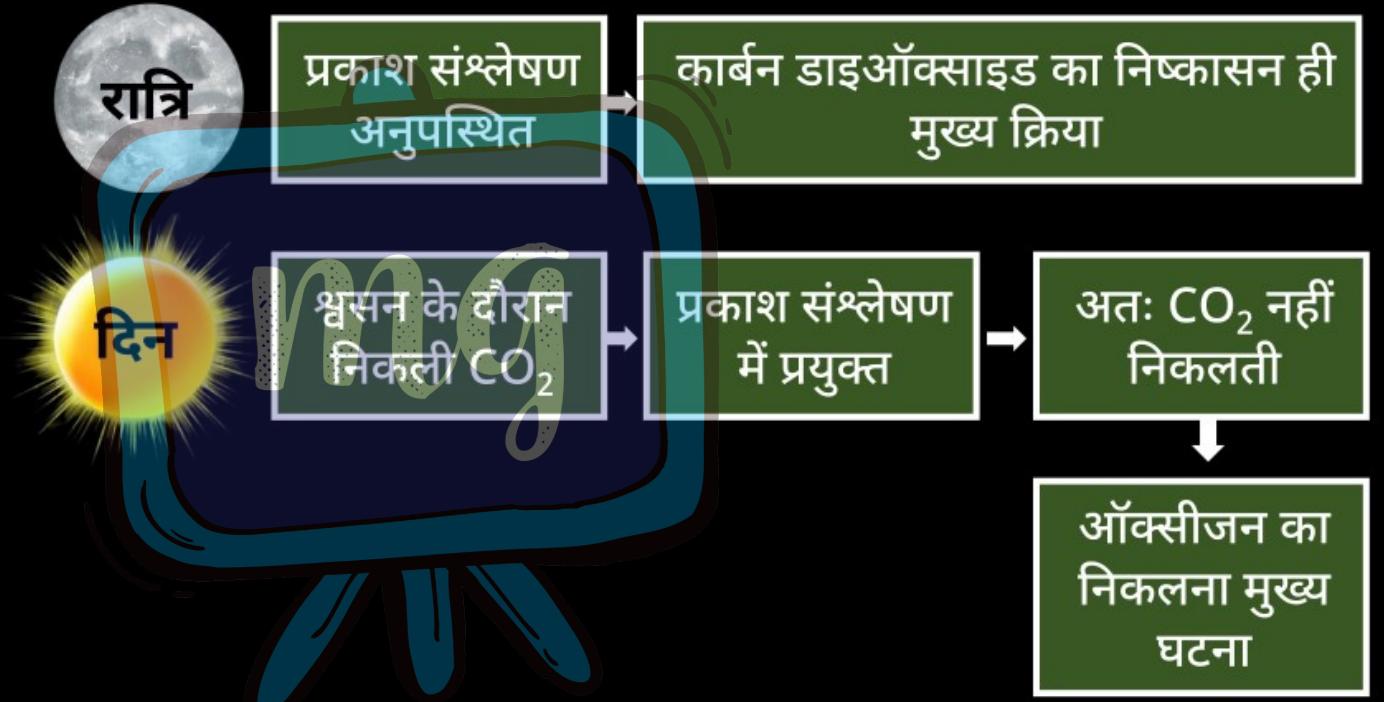 रात्रि
प्रकाश संश्लेषण
अनुपस्थित
कार्बन डाइऑक्साइड का निष्कासन ही
मुख्य क्रिया
दिन
श्वसन के दौरान
निकली CO₂
प्रकाश संश्लेषण
में प्रयुक्त
अतः CO₂ नहीं
निकलती
ऑक्सीजन का
निकलना मुख्य
घटना
mg